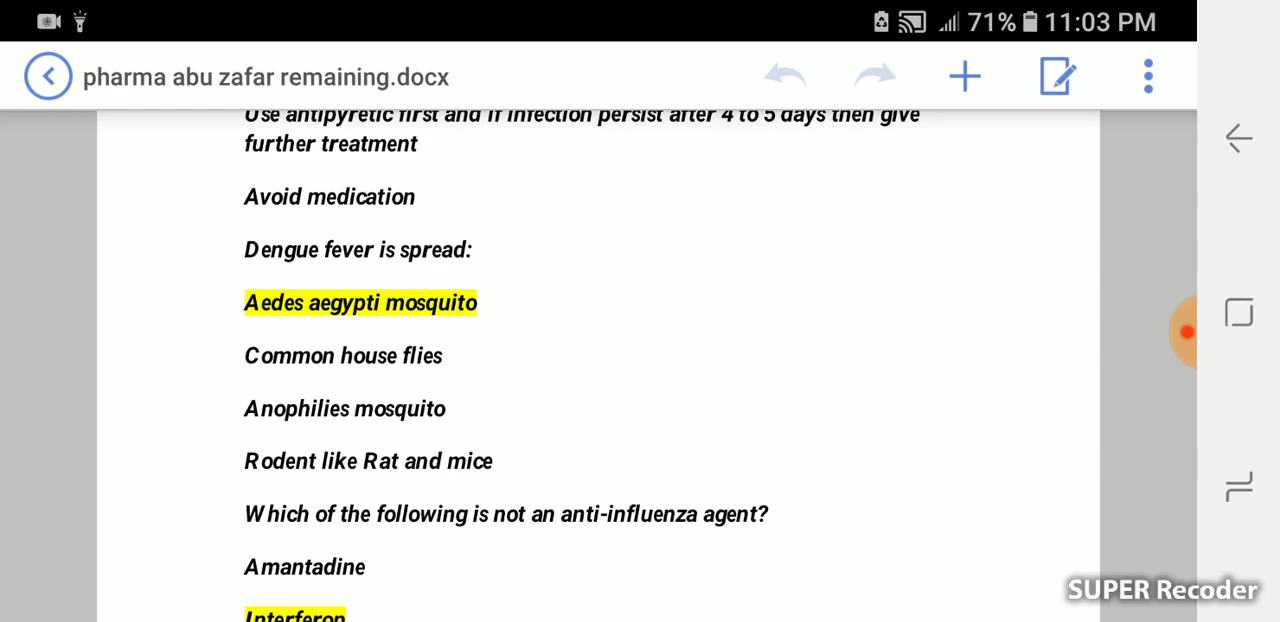 71% 11:03 PM
pharma abu zafar remaining.docx
Use antipyretic first and if infection persist after 4 to 5 days then give
further treatment
Avoid medication
Dengue fever is spread:
Aedes aegypti mosquito
Common house flies
Anophilies mosquito
Rodent like Rat and mice
Which of the following is not an anti-influenza agent?
Amantadine
Interferon
SUPER Recoder